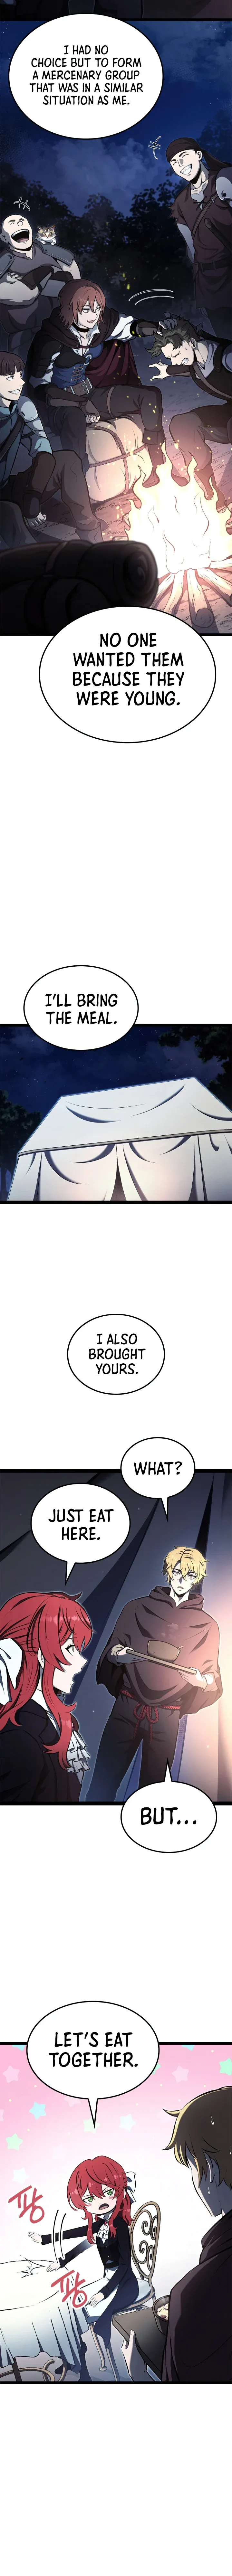 I HAD NO
CHOICE BUT TO FORM
A MERCENARY GROUP
THAT WAS IN A SIMILAR
SITUATION AS ME.
NO ONE
WANTED THEM
BECAUSE THEY
WERE YOUNG.
I'LL BRING
THE MEAL.
I ALSO
BROUGHT
YOURS.
WHAT?
JUST EAT
HERE.
BUT...
LET'S EAT
TOGETHER.
팡
팡